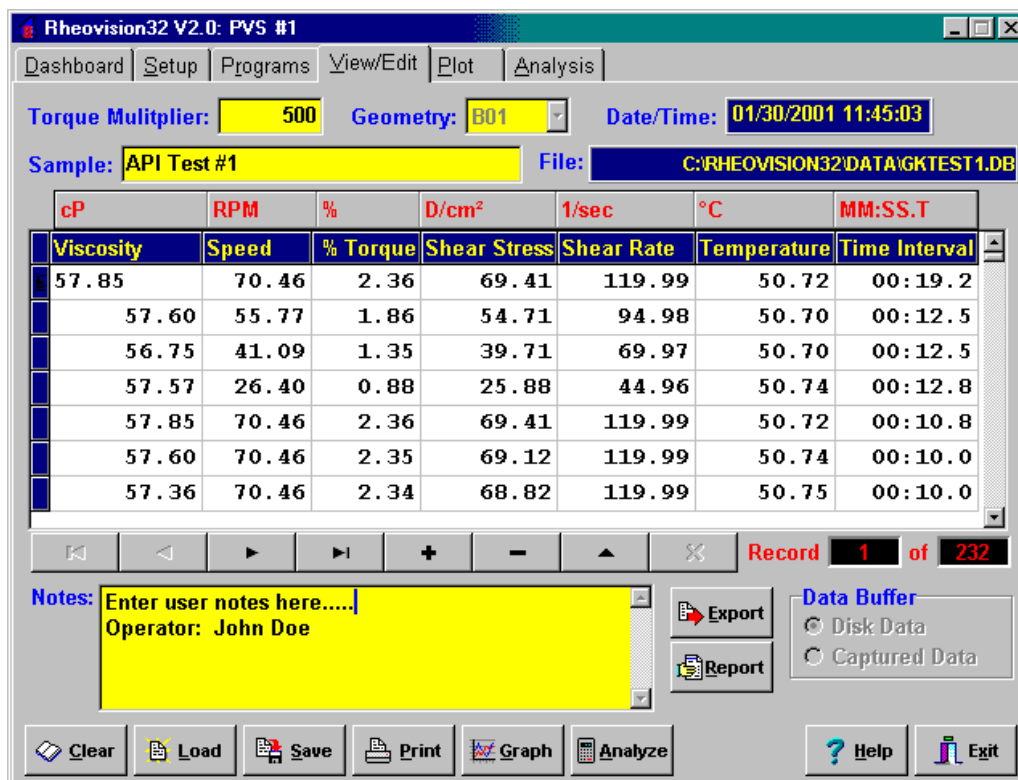 Rheovision32 V2.0: PVS #1
Dashboard Setup Programs View/Edit Plot Analysis
Torque Mulitplier: 500 Geometry: B01 Date/Time: 01/30/2001 11:45:03
Sample: API Test #1 File: C:\RHEOVISION32\DATA\GKTEST1.DB
cP RPM % D/cm² 1/sec °C MM:SS.T
Viscosity Speed % Torque Shear Stress Shear Rate Temperature Time Interval
57.85 70.46 2.36 69.41 119.99 50.72 00:19.2
57.60 55.77 1.86 54.71 94.98 50.70 00:12.5
56.75 41.09 1.35 39.71 69.97 50.70 00:12.5
57.57 26.40 0.88 25.88 44.96 50.74 00:12.8
57.85 70.46 2.36 69.41 119.99 50.72 00:10.8
57.60 70.46 2.35 69.12 119.99 50.74 00:10.0
57.36 70.46 2.34 68.82 119.99 50.75 00:10.0
Record 1 of 232
Notes: Enter user notes here.....
Operator: John Doe
Export
Report
Data Buffer
Disk Data
Captured Data
Clear Load Save Print Graph Analyze Help Exit